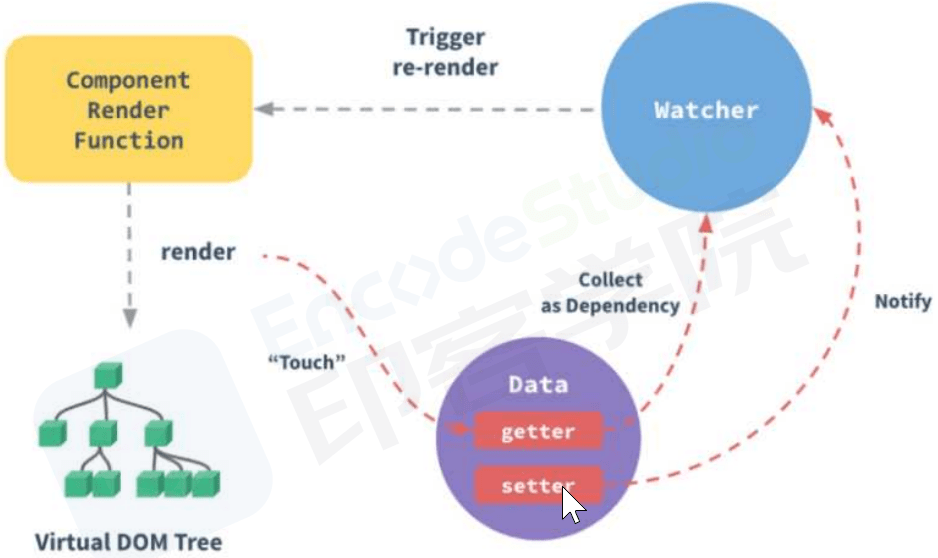 Trigger
re-render
Component
Render
Function
Watcher
render
Collect
as Dependency
Notify
“Touch”
Data
getter
setter
Virtual DOM Tree
EncodeStudio
印客学院